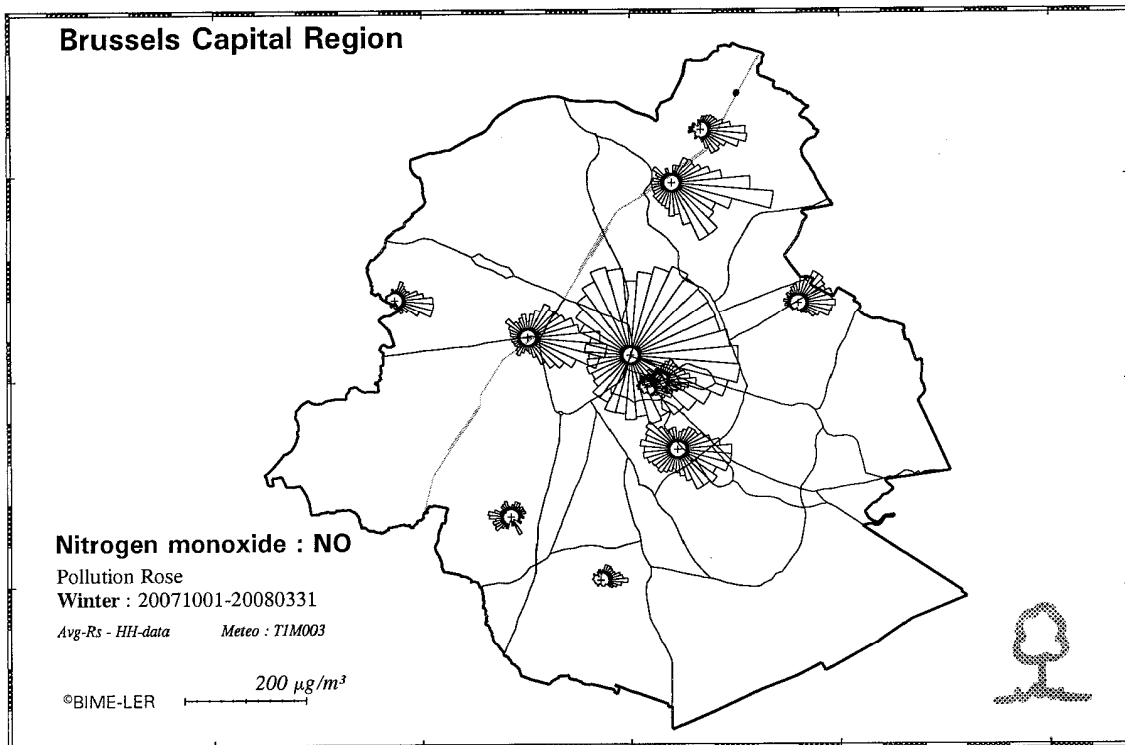 Brussels Capital Region
Nitrogen monoxide : NO
Pollution Rose
Winter : 20071001-20080331
Avg-Rs - HH-data Meteo : T1M003
200 µg/m³
©BIME-LER